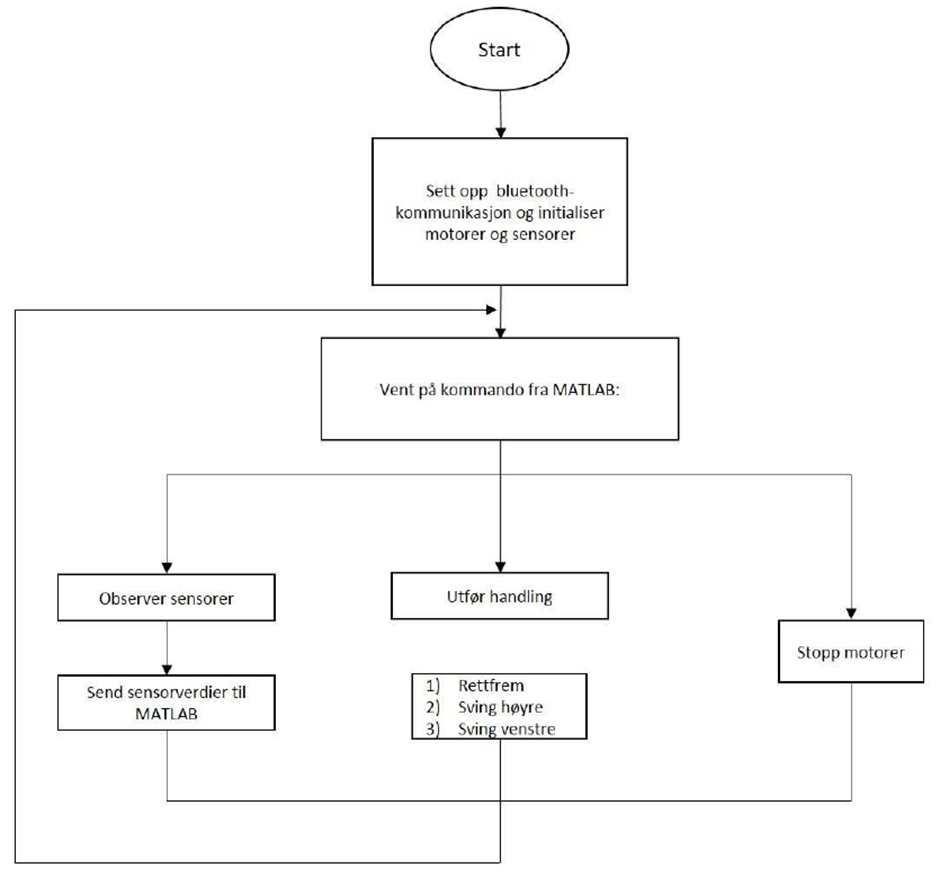 Start
Sett opp bluetooth-
kommunikasjon og initialiser
motorer og sensorer
Vent på kommando fra MATLAB:
Observer sensorer
Utfør handling
Stopp motorer
Send sensorverdier til
MATLAB
1) Rettfrem
2) Sving høyre
3) Sving venstre